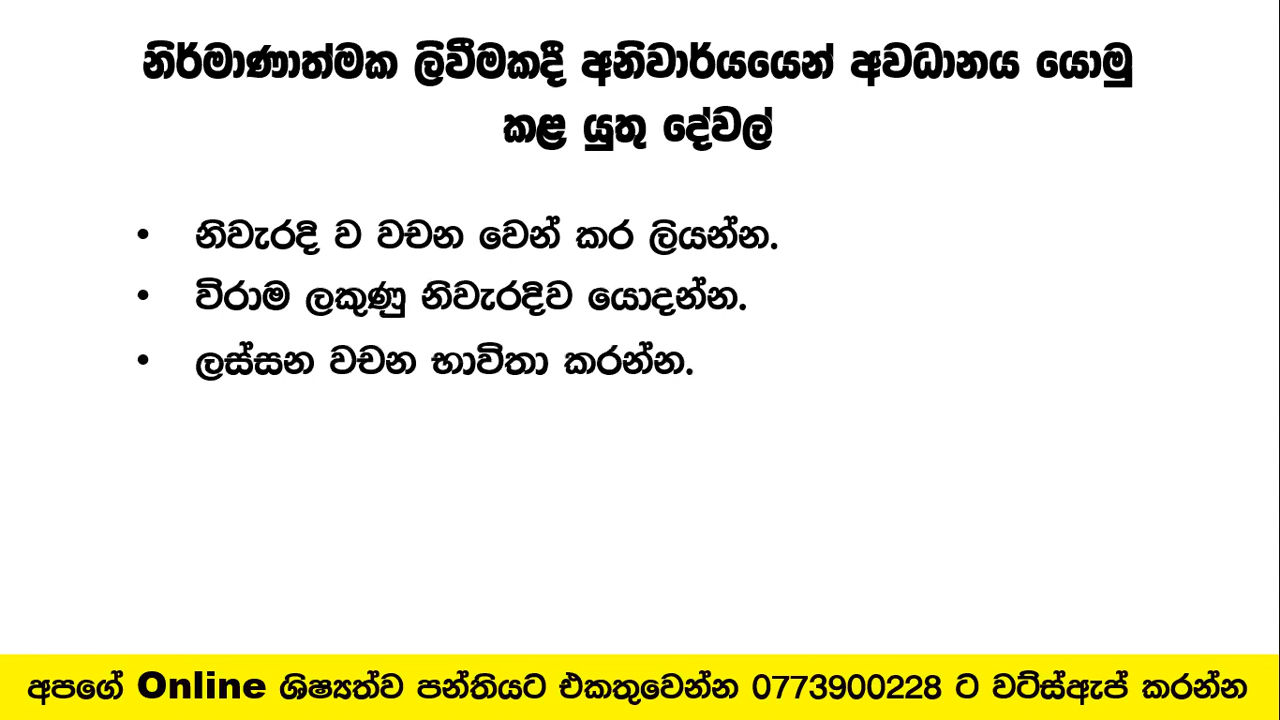 නිර්මාණාත්මක ලිවීමකදී අනිවාර්යයෙන් අවධානය යොමු
කළ යුතු දේවල්
• නිවැරදි ව වචන වෙන් කර ලියන්න.
• විරාම ලකුණු නිවැරදිව යොදන්න.
• ලස්සන වචන භාවිතා කරන්න.
අපගේ Online ශිෂ්‍යත්ව පන්තියට එකතුවෙන්න 0773900228 ට වට්ස්ඇප් කරන්න